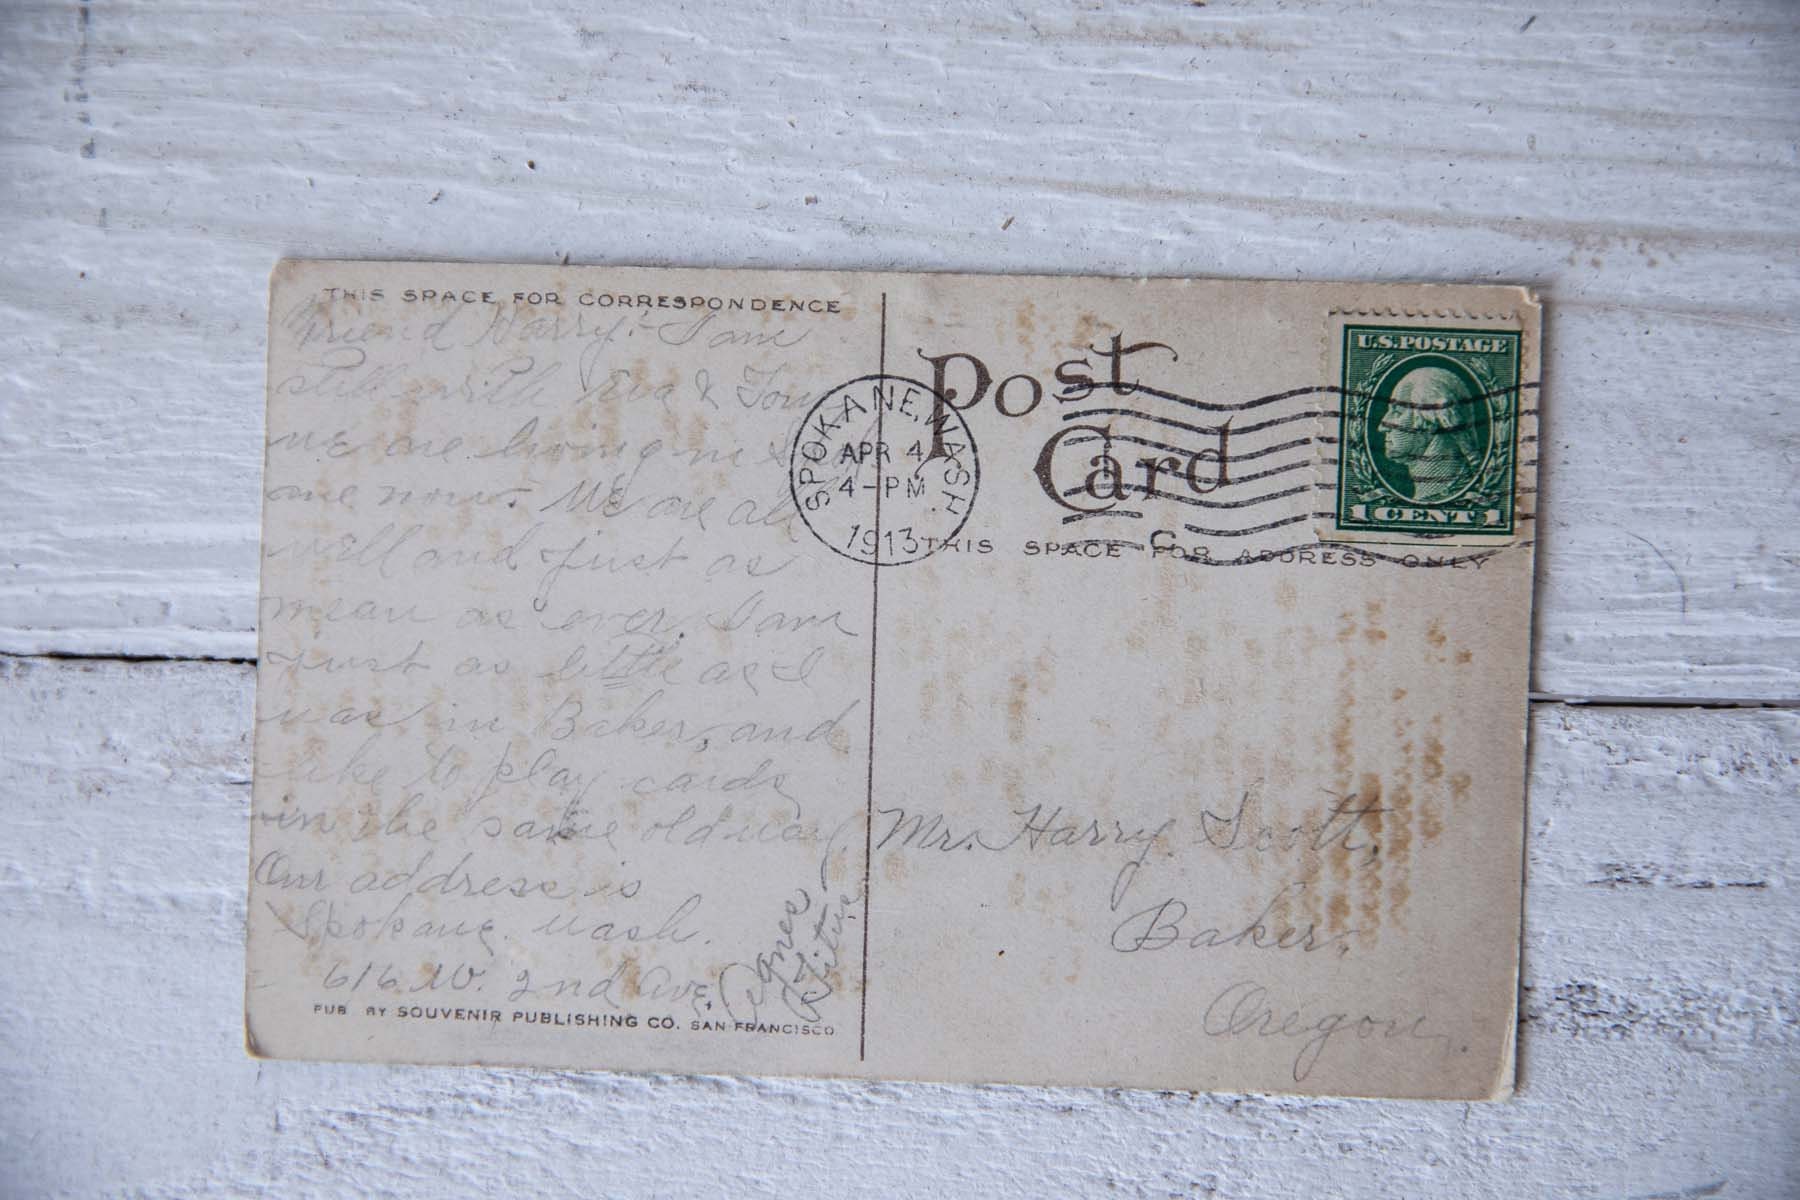 THIS SPACE FOR CORRESPONDENCE
Friend Harry:- I am
still with Eva & Tom
we are living in
now. We are all
well and just as
mean as ever. I am
just as little as I
was in Baker, and
like to play cards
in the same old way.
Our address is
Spokane, Wash.
616 W. 2nd Ave,
Agnes
Titus
PUB BY SOUVENIR PUBLISHING CO. SAN FRANCISCO
Post
Card
SPOKANE, WASH.
APR 4
4-PM
1913
U.S. POSTAGE
1 CENT 1
THIS SPACE FOR ADDRESS ONLY
Mr. Harry Scott,
Baker,
Oregon.